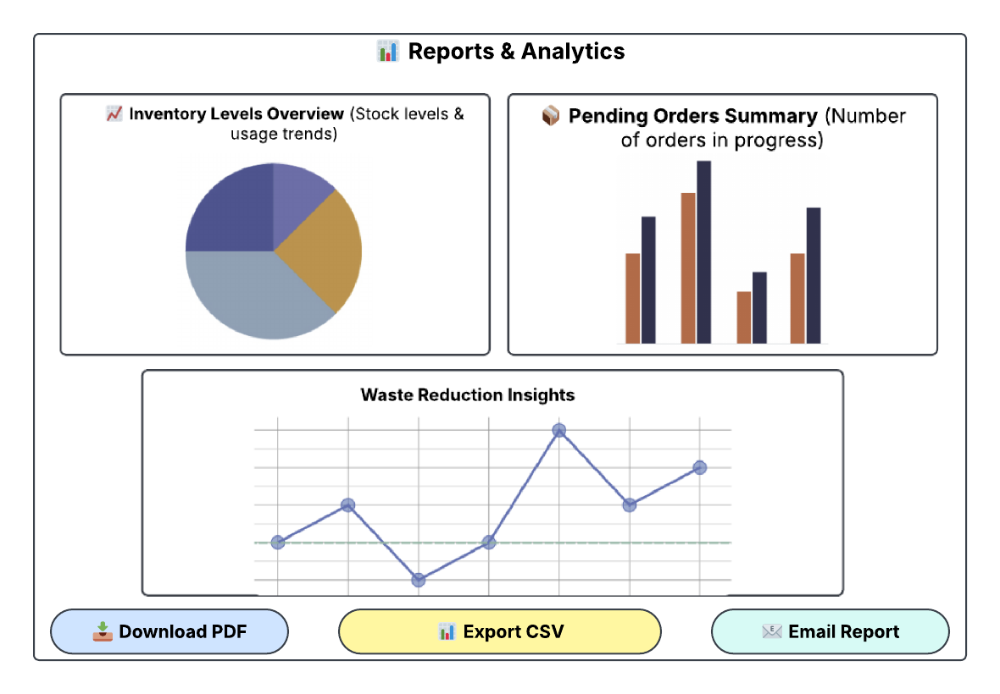 Reports & Analytics
Inventory Levels Overview (Stock levels &
usage trends)
Pending Orders Summary (Number
of orders in progress)
Waste Reduction Insights
Download PDF
Export CSV
Email Report